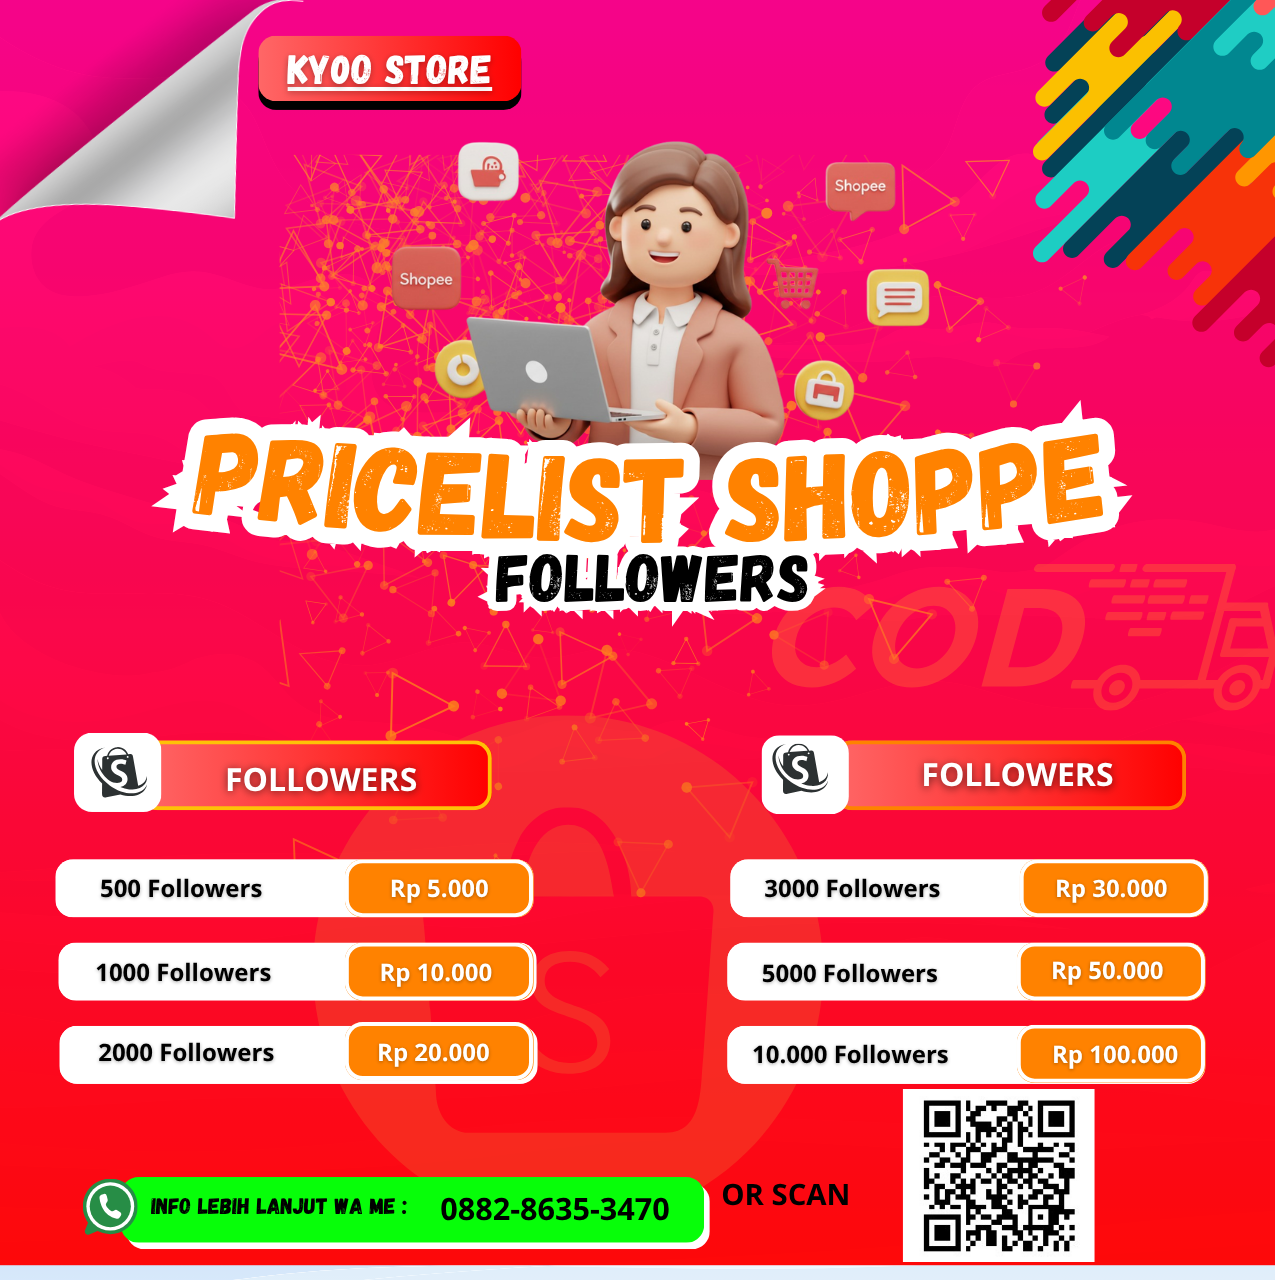 KYOO STORE
Shopee
Shopee
PRICELIST SHOPPE
FOLLOWERS
COD
S
FOLLOWERS
S
FOLLOWERS
500 Followers Rp 5.000
3000 Followers Rp 30.000
1000 Followers Rp 10.000
5000 Followers Rp 50.000
2000 Followers Rp 20.000
10.000 Followers Rp 100.000
S
INFO LEBIH LANJUT WA ME : 0882-8635-3470
OR SCAN